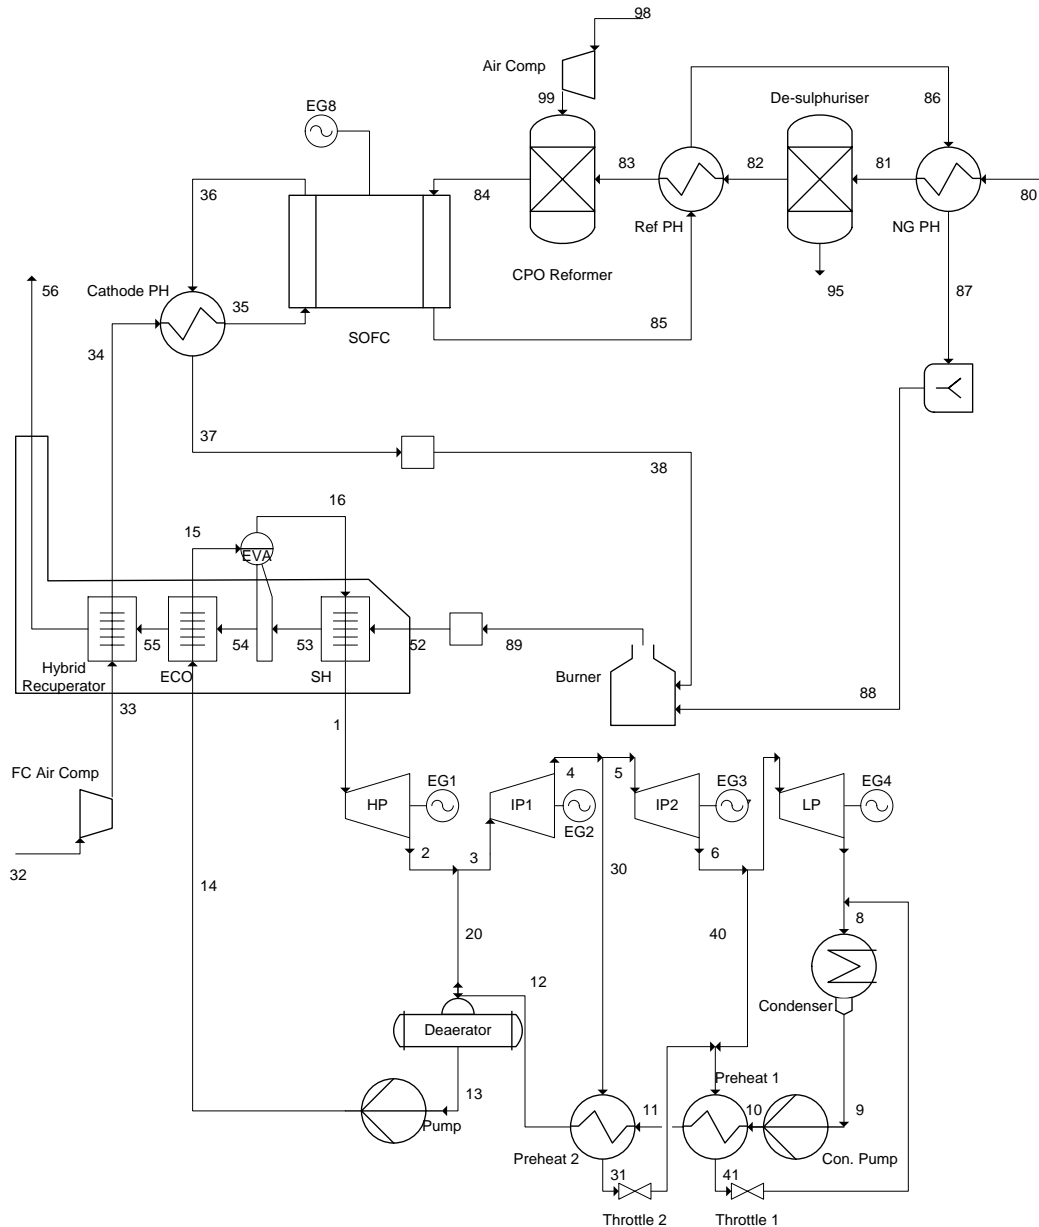 98
Air Comp
De-sulphuriser
EG8
99
86
36
84
83
82
81
80
Ref PH
NG PH
CPO Reformer
56
Cathode PH
35
95
87
34
SOFC
85
37
38
16
15
EVA
55
54
53
52
89
Hybrid
Recuperator
ECO
SH
Burner
88
33
1
FC Air Comp
4
5
EG1
HP
IP1
EG2
EG3
IP2
EG4
LP
2
3
6
32
14
30
8
20
40
12
Condenser
Deaerator
Preheat 1
13
11
10
9
Pump
Preheat 2
Con. Pump
31
41
Throttle 2
Throttle 1